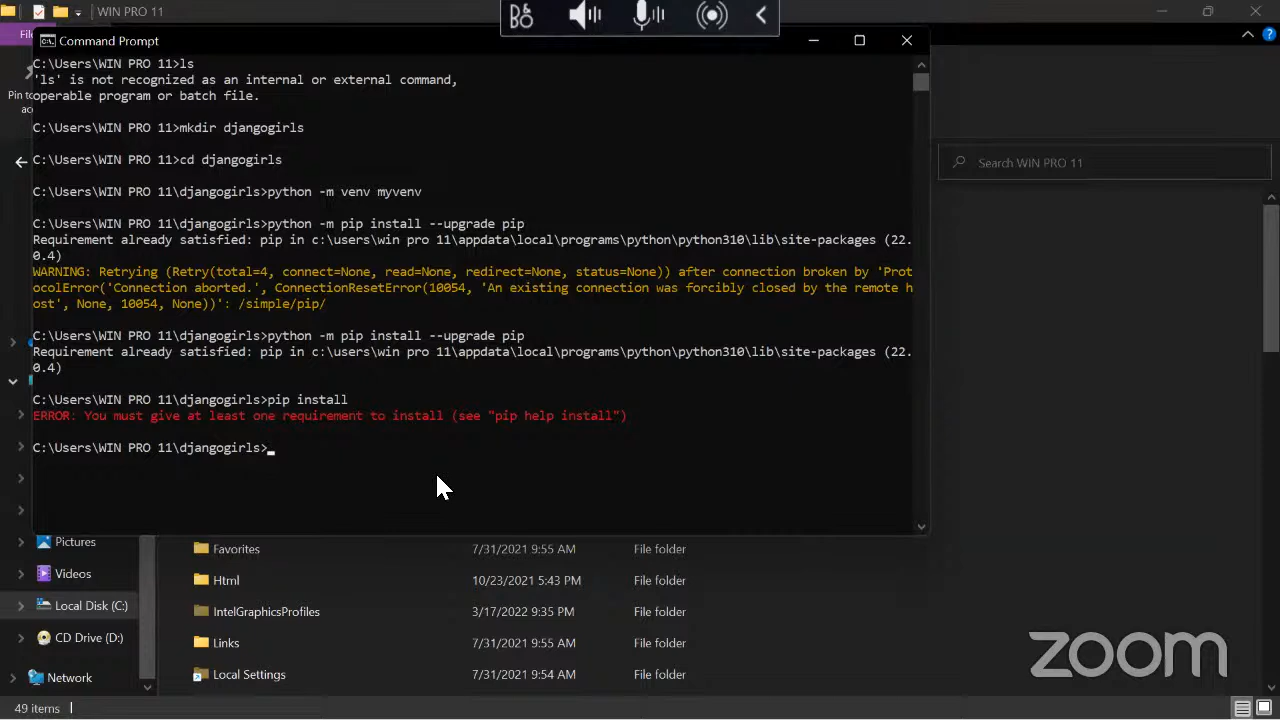 WIN PRO 11
Fil
Command Prompt
C:\Users\WIN PRO 11>ls
'ls' is not recognized as an internal or external command,
operable program or batch file.
Pin to
ac
C:\Users\WIN PRO 11>mkdir djangogirls
C:\Users\WIN PRO 11>cd djangogirls
Search WIN PRO 11
C:\Users\WIN PRO 11\djangogirls>python -m venv myvenv
C:\Users\WIN PRO 11\djangogirls>python -m pip install --upgrade pip
Requirement already satisfied: pip in c:\users\win pro 11\appdata\local\programs\python\python310\lib\site-packages (22.
0.4)
WARNING: Retrying (Retry(total=4, connect=None, read=None, redirect=None, status=None)) after connection broken by 'Prot
ocolError('Connection aborted.', ConnectionResetError(10054, 'An existing connection was forcibly closed by the remote h
ost', None, 10054, None))': /simple/pip/
C:\Users\WIN PRO 11\djangogirls>python -m pip install --upgrade pip
Requirement already satisfied: pip in c:\users\win pro 11\appdata\local\programs\python\python310\lib\site-packages (22.
0.4)
C:\Users\WIN PRO 11\djangogirls>pip install
ERROR: You must give at least one requirement to install (see "pip help install")
C:\Users\WIN PRO 11\djangogirls>
Pictures
Videos
Local Disk (C:)
CD Drive (D:)
Network
Favorites 7/31/2021 9:55 AM File folder
Html 10/23/2021 5:43 PM File folder
IntelGraphicsProfiles 3/17/2022 9:35 PM File folder
Links 7/31/2021 9:55 AM File folder
Local Settings 7/31/2021 9:54 AM File folder
zoom
49 items